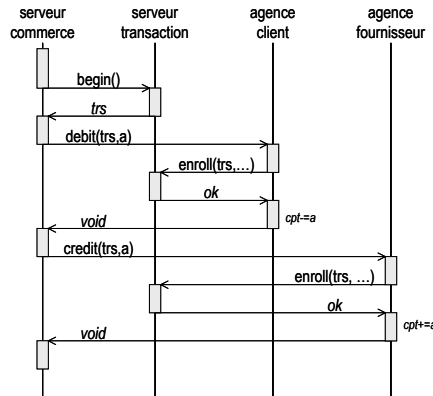 serveur commerce
serveur transaction
agence client
agence fournisseur
begin()
trs
debit(trs,a)
enroll(trs,…)
ok
cpt-=a
void
credit(trs,a)
enroll(trs, …)
ok
cpt+=a
void